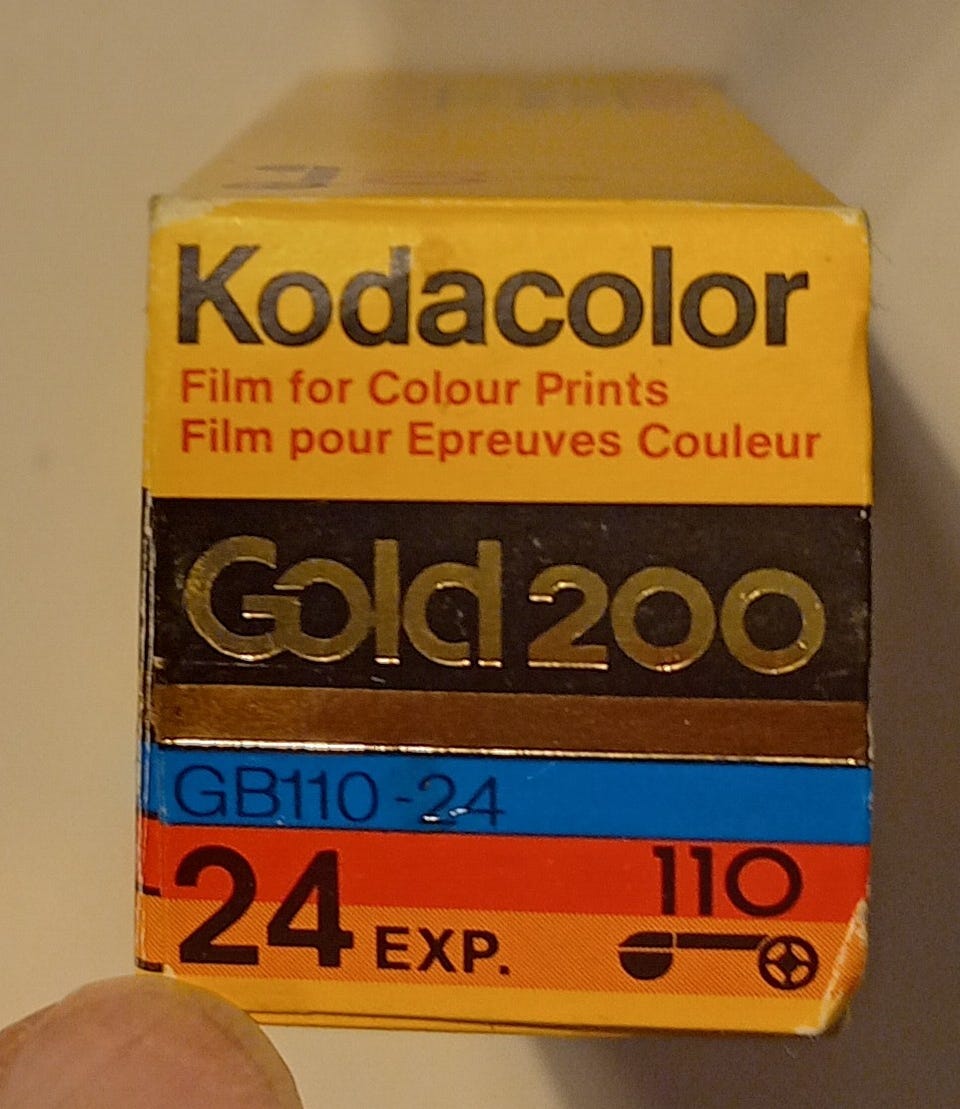 Kodacolor
Film for Colour Prints
Film pour Epreuves Couleur
Gold 200
GB110-24
110
24 EXP.